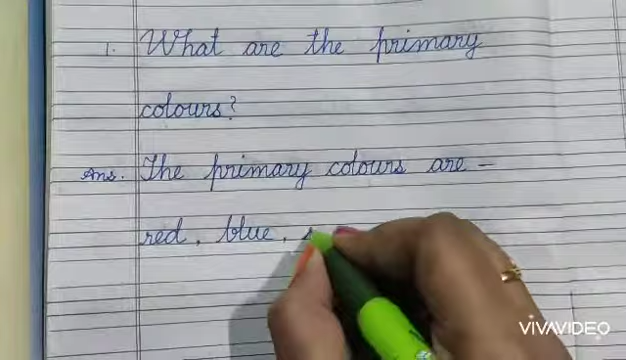 1. What are the primary
colours?
Ans. The primary colours are –
red, blue,
VIVAVIDEO